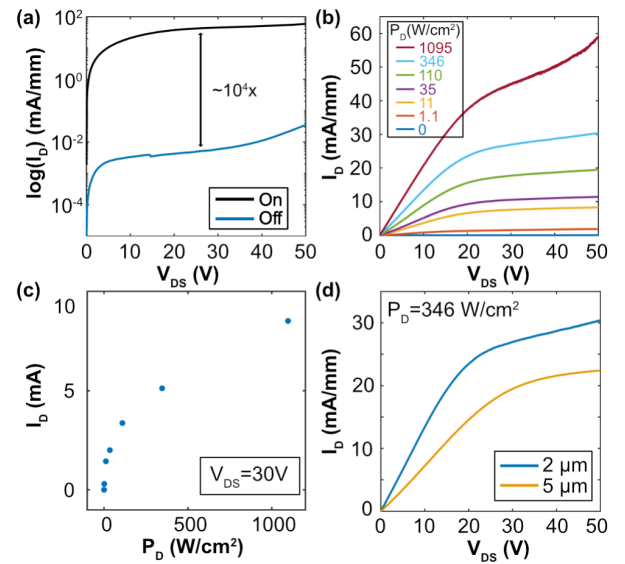 (a)
log(I_D) (mA/mm)
10²
10⁰
10⁻²
10⁻⁴
~10⁴x
On
Off
0 10 20 30 40 50
V_DS (V)
(b)
I_D (mA/mm)
60
50
40
30
20
10
0
P_D(W/cm²)
1095
346
110
35
11
1.1
0
0 10 20 30 40 50
V_DS (V)
(c)
I_D (mA)
10
5
0
V_DS=30V
0 500 1000
P_D (W/cm²)
(d)
P_D=346 W/cm²
I_D (mA/mm)
30
20
10
0
2 µm
5 µm
0 10 20 30 40 50
V_DS (V)